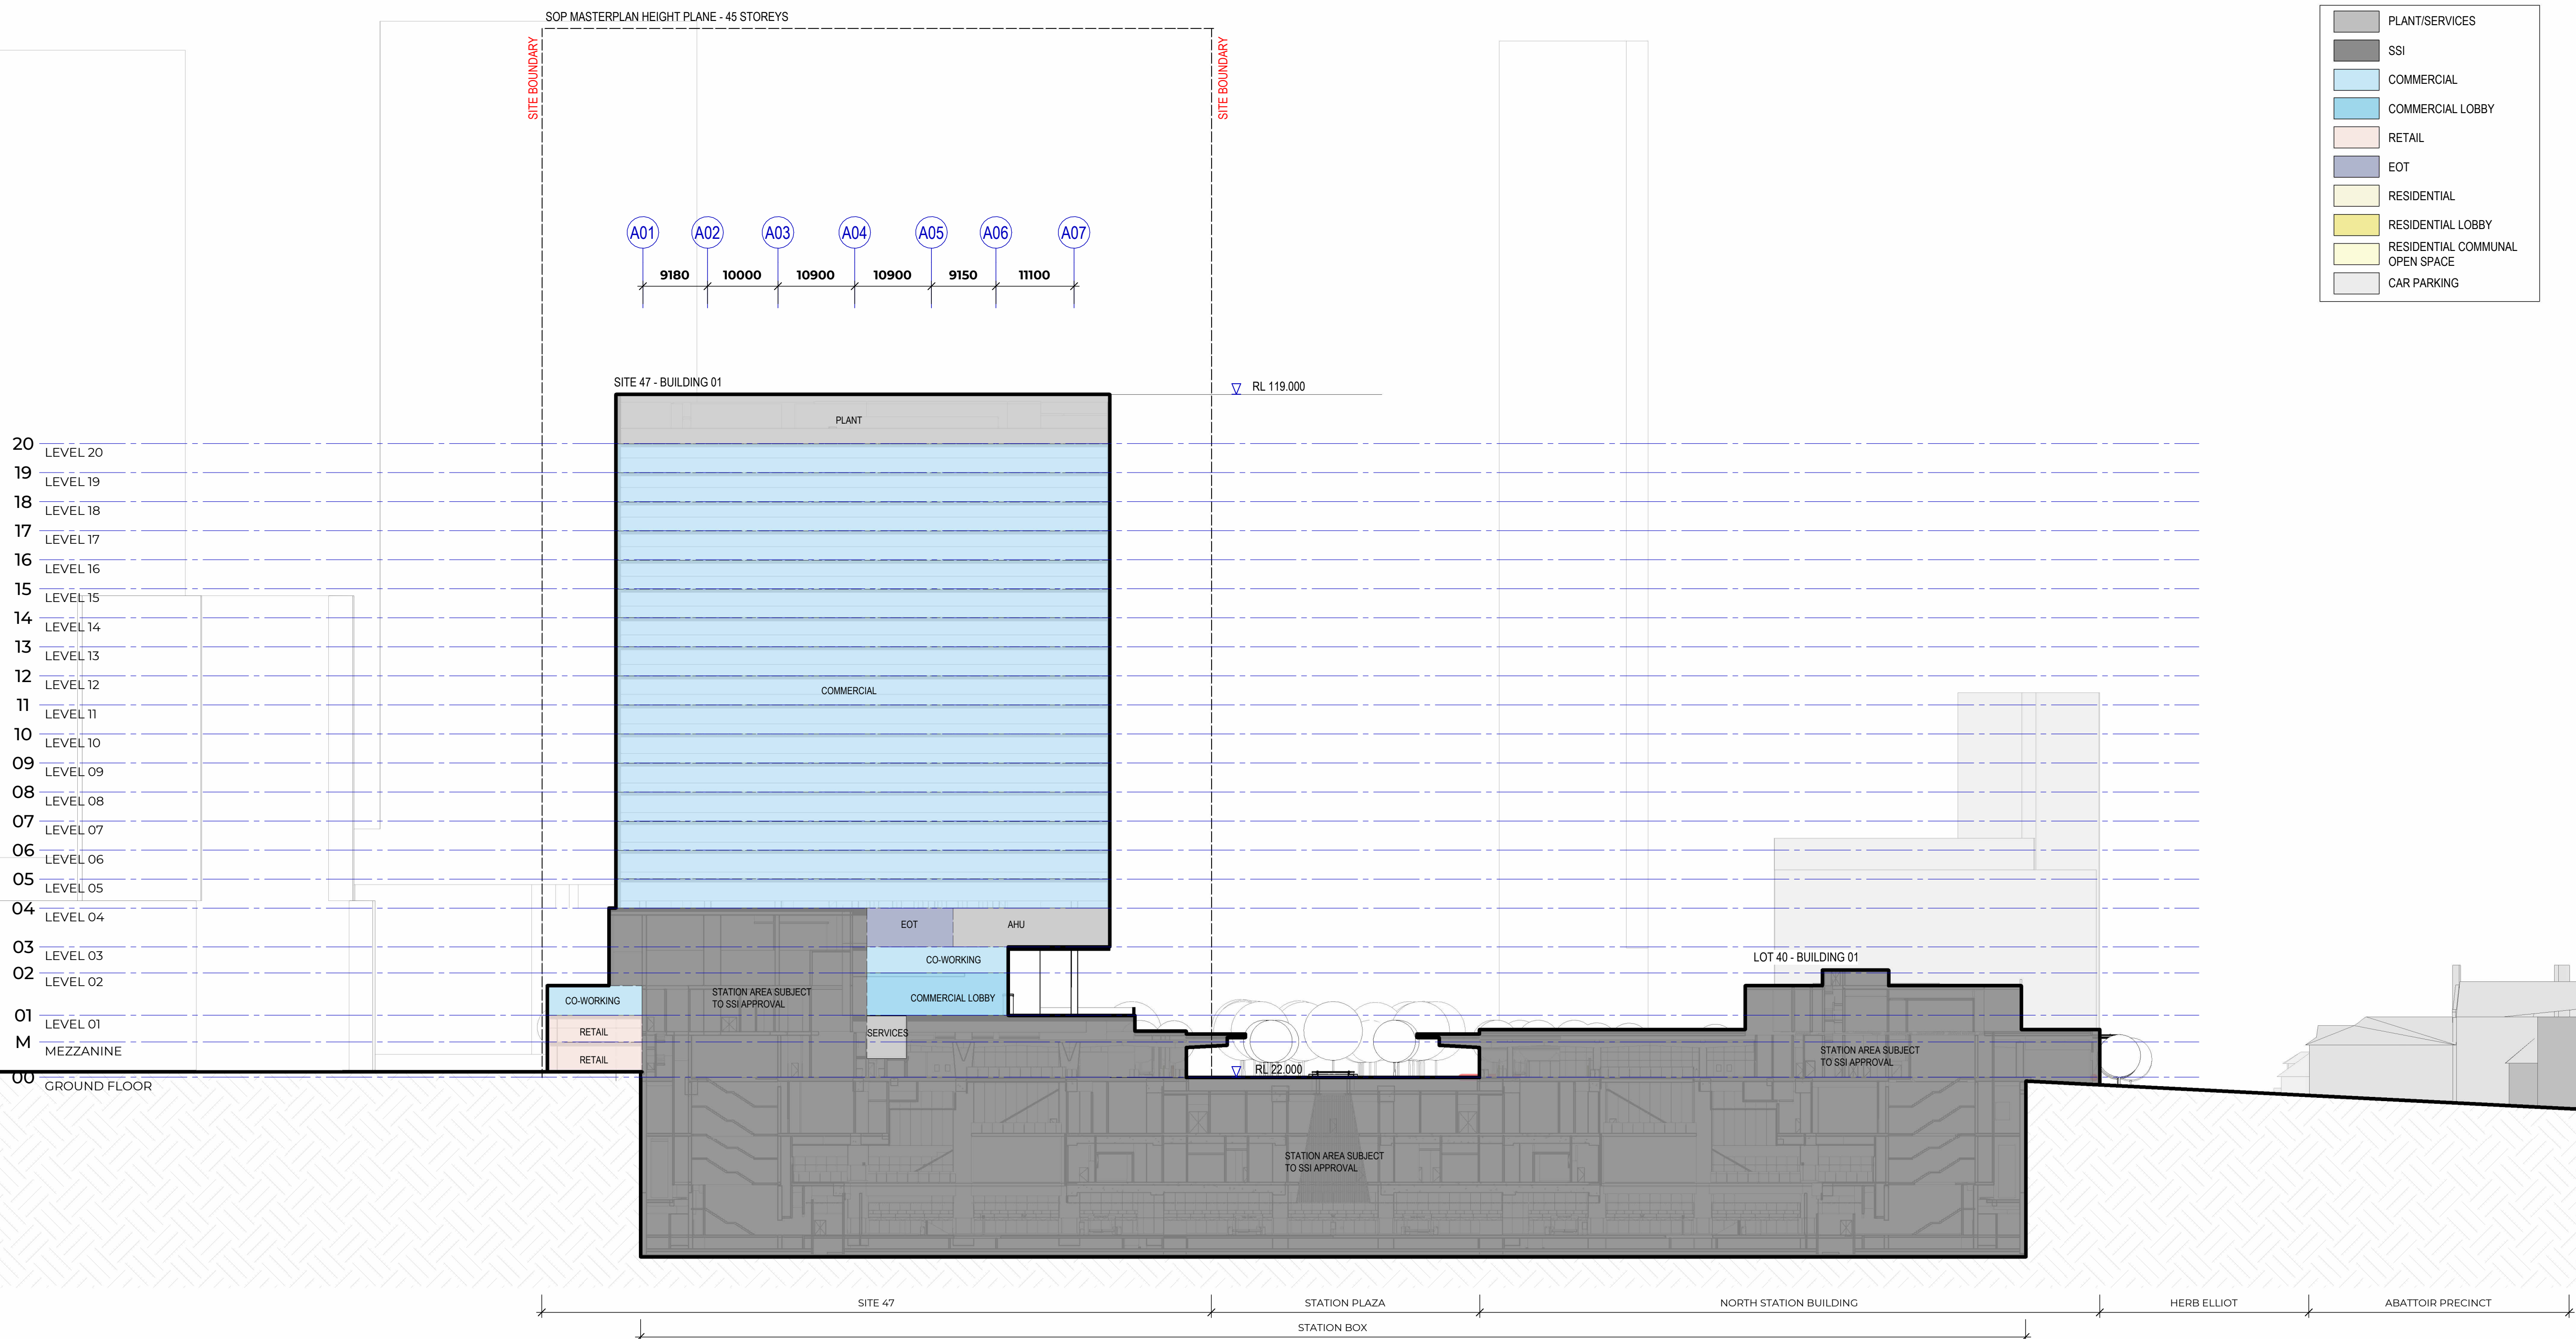 SOP MASTERPLAN HEIGHT PLANE - 45 STOREYS
SITE BOUNDARY
SITE BOUNDARY
PLANT/SERVICES
SSI
COMMERCIAL
COMMERCIAL LOBBY
RETAIL
EOT
RESIDENTIAL
RESIDENTIAL LOBBY
RESIDENTIAL COMMUNAL
OPEN SPACE
CAR PARKING
A01 A02 A03 A04 A05 A06 A07
9180 10000 10900 10900 9150 11100
SITE 47 - BUILDING 01
RL 119.000
PLANT
20
LEVEL 20
19
LEVEL 19
18
LEVEL 18
17
LEVEL 17
16
LEVEL 16
15
LEVEL 15
14
LEVEL 14
13
LEVEL 13
12
LEVEL 12
COMMERCIAL
11
LEVEL 11
10
LEVEL 10
09
LEVEL 09
08
LEVEL 08
07
LEVEL 07
06
LEVEL 06
05
LEVEL 05
04
LEVEL 04
EOT
AHU
03
LEVEL 03
CO-WORKING
LOT 40 - BUILDING 01
02
LEVEL 02
STATION AREA SUBJECT
TO SSI APPROVAL
COMMERCIAL LOBBY
CO-WORKING
01
LEVEL 01
RETAIL
SERVICES
M
MEZZANINE
RETAIL
STATION AREA SUBJECT
TO SSI APPROVAL
RL 22.000
00
GROUND FLOOR
STATION AREA SUBJECT
TO SSI APPROVAL
SITE 47
STATION PLAZA
NORTH STATION BUILDING
HERB ELLIOT
ABATTOIR PRECINCT
STATION BOX